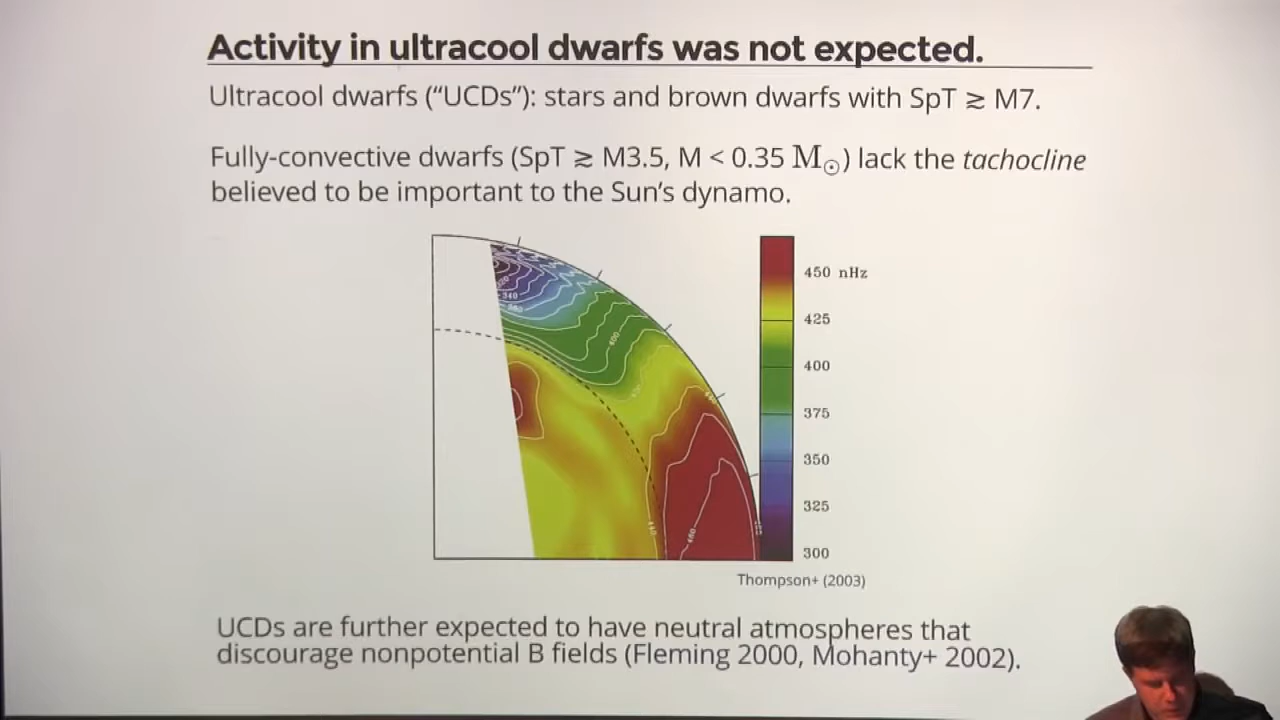 Activity in ultracool dwarfs was not expected.
Ultracool dwarfs (“UCDs”): stars and brown dwarfs with SpT ≳ M7.
Fully-convective dwarfs (SpT ≳ M3.5, M < 0.35 M☉) lack the tachocline
believed to be important to the Sun’s dynamo.
340
400
450 nHz
425
400
375
350
325
300
460
Thompson+ (2003)
UCDs are further expected to have neutral atmospheres that
discourage nonpotential B fields (Fleming 2000, Mohanty+ 2002).